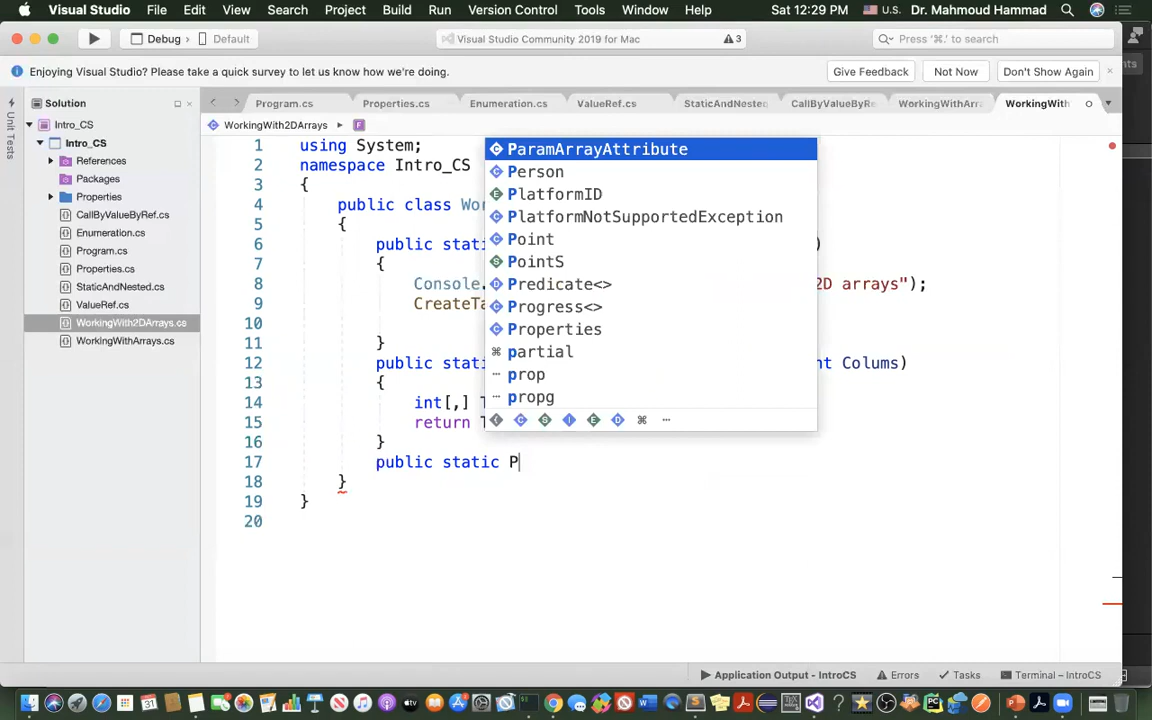 Visual Studio File Edit View Search Project Build Run Version Control Tools Window Help U.S. Sat 12:29 PM Dr. Mahmoud Hammad
Debug › Default Visual Studio Community 2019 for Mac 3 Press '⌘.' to search
Enjoying Visual Studio? Please take a quick survey to let us know how we're doing. Give Feedback Not Now Don't Show Again
Solution
Program.cs Properties.cs Enumeration.cs ValueRef.cs StaticAndNested CallByValueByRe WorkingWithArra WorkingWith
WorkingWith2DArrays
Unit Tests
Intro_CS
Intro_CS
References
Packages
Properties
CallByValueByRef.cs
Enumeration.cs
Program.cs
Properties.cs
StaticAndNested.cs
ValueRef.cs
WorkingWith2DArrays.cs
WorkingWithArrays.cs
1 using System;
2 namespace Intro_CS
3 {
4 public class Wo
5 {
6 public stati )
7 {
8 Console. 2D arrays");
9 CreateTa
10
11 }
12 public stati nt Colums)
13 {
14 int[,] T
15 return T
16 }
17 public static P
18 }
19 }
20
ParamArrayAttribute
Person
PlatformID
PlatformNotSupportedException
Point
PointS
Predicate<>
Progress<>
Properties
partial
prop
propg
Application Output – IntroCS Errors Tasks Terminal – IntroCS